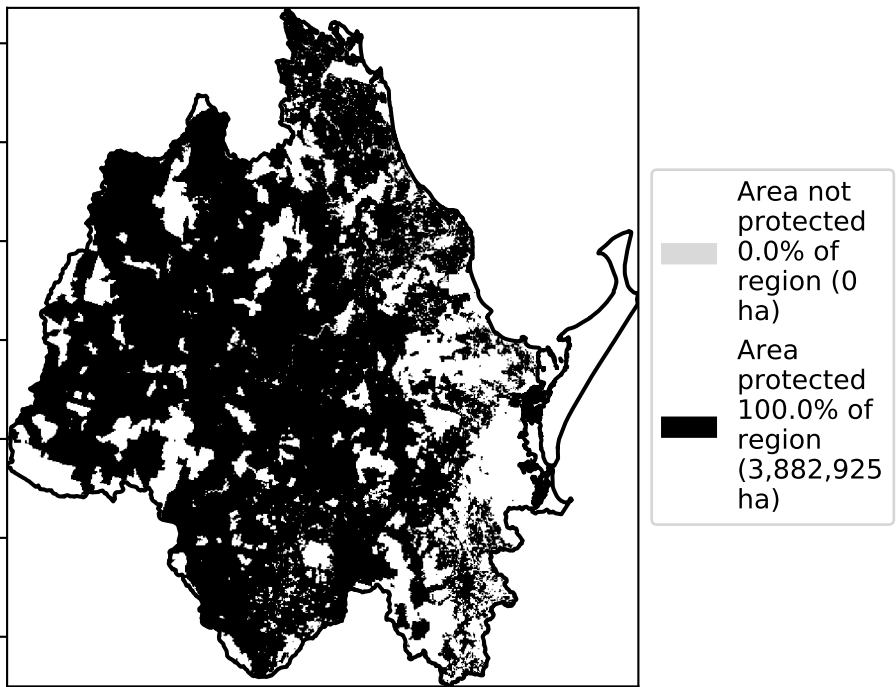 Area not
protected
0.0% of
region (0
ha)
Area
protected
100.0% of
region
(3,882,925
ha)